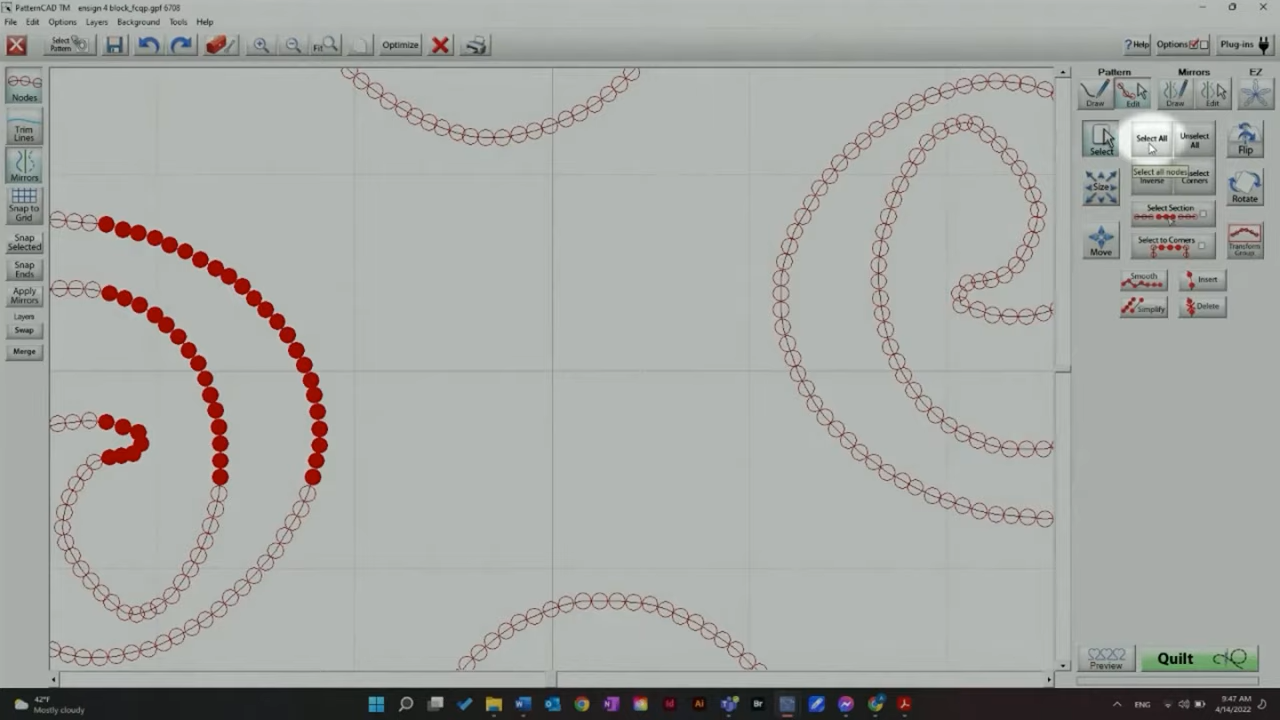 PatternCAD TM  ensign 4 block_fcqp.gpf 6708
File Edit Options Layers Background Tools Help
Select Pattern
Fit
Optimize
?Help
Options
Plug-ins
Nodes
Trim Lines
Mirrors
Snap to Grid
Snap Selected
Snap Ends
Apply Mirrors
Layers
Swap
Merge
Pattern Mirrors EZ
Draw Edit Draw Edit
Select
Select All
Unselect All
Flip
Select all nodes
Size
Inverse
Corners
Rotate
Select Section
Move
Select to Corners
Transform Group
Smooth
Insert
Simplify
Delete
Preview
Quilt
42°F
Mostly cloudy
ENG
9:47 AM
4/14/2022